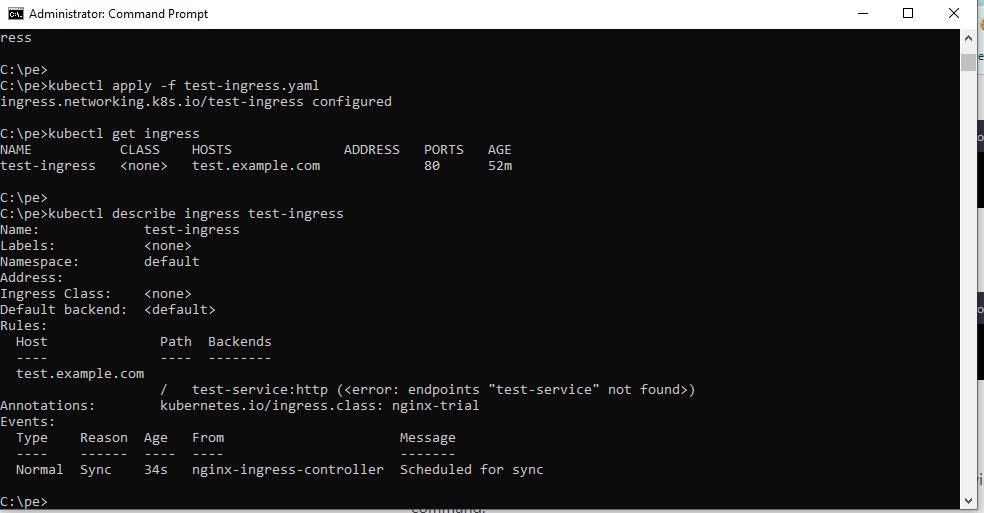 Administrator: Command Prompt
ress
C:\pe>
C:\pe>kubectl apply -f test-ingress.yaml
ingress.networking.k8s.io/test-ingress configured
C:\pe>kubectl get ingress
NAME           CLASS    HOSTS              ADDRESS   PORTS   AGE
test-ingress   <none>   test.example.com             80      52m
C:\pe>
C:\pe>kubectl describe ingress test-ingress
Name:             test-ingress
Labels:           <none>
Namespace:        default
Address:
Ingress Class:    <none>
Default backend:  <default>
Rules:
  Host              Path  Backends
  ----              ----  --------
  test.example.com
                    /   test-service:http (<error: endpoints "test-service" not found>)
Annotations:        kubernetes.io/ingress.class: nginx-trial
Events:
  Type    Reason  Age   From                      Message
  ----    ------  ----  ----                      -------
  Normal  Sync    34s   nginx-ingress-controller  Scheduled for sync
C:\pe>